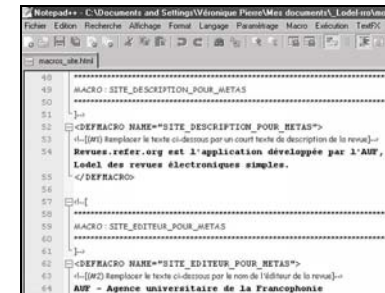 Notepad++ - C:\Documents and Settings\Véronique Pierre\Mes documents\_Lodel-rro\
Fichier Edition Recherche Affichage Format Langage Paramétrage Macro Exécution TextFX
macros_site.html
48 ****************************************
49 MACRO : SITE_DESCRIPTION_POUR_METAS
50 ****************************************
51 ]-->
52 <DEFMACRO NAME="SITE_DESCRIPTION_POUR_METAS">
53 <!--[(M1) Remplacer le texte ci-dessous par un court texte de description de la revue]-->
54 Revues.refer.org est l'application développée par l'AUF,
Lodel des revues électroniques simples.
55 </DEFMACRO>
56
57 <!--[
58 ****************************************
59 MACRO : SITE_EDITEUR_POUR_METAS
60 ****************************************
61 ]-->
62 <DEFMACRO NAME="SITE_EDITEUR_POUR_METAS">
63 <!--[(M2) Remplacer le texte ci-dessous par le nom de l'éditeur de la revue]-->
64 AUF - Agence universitaire de la Francophonie